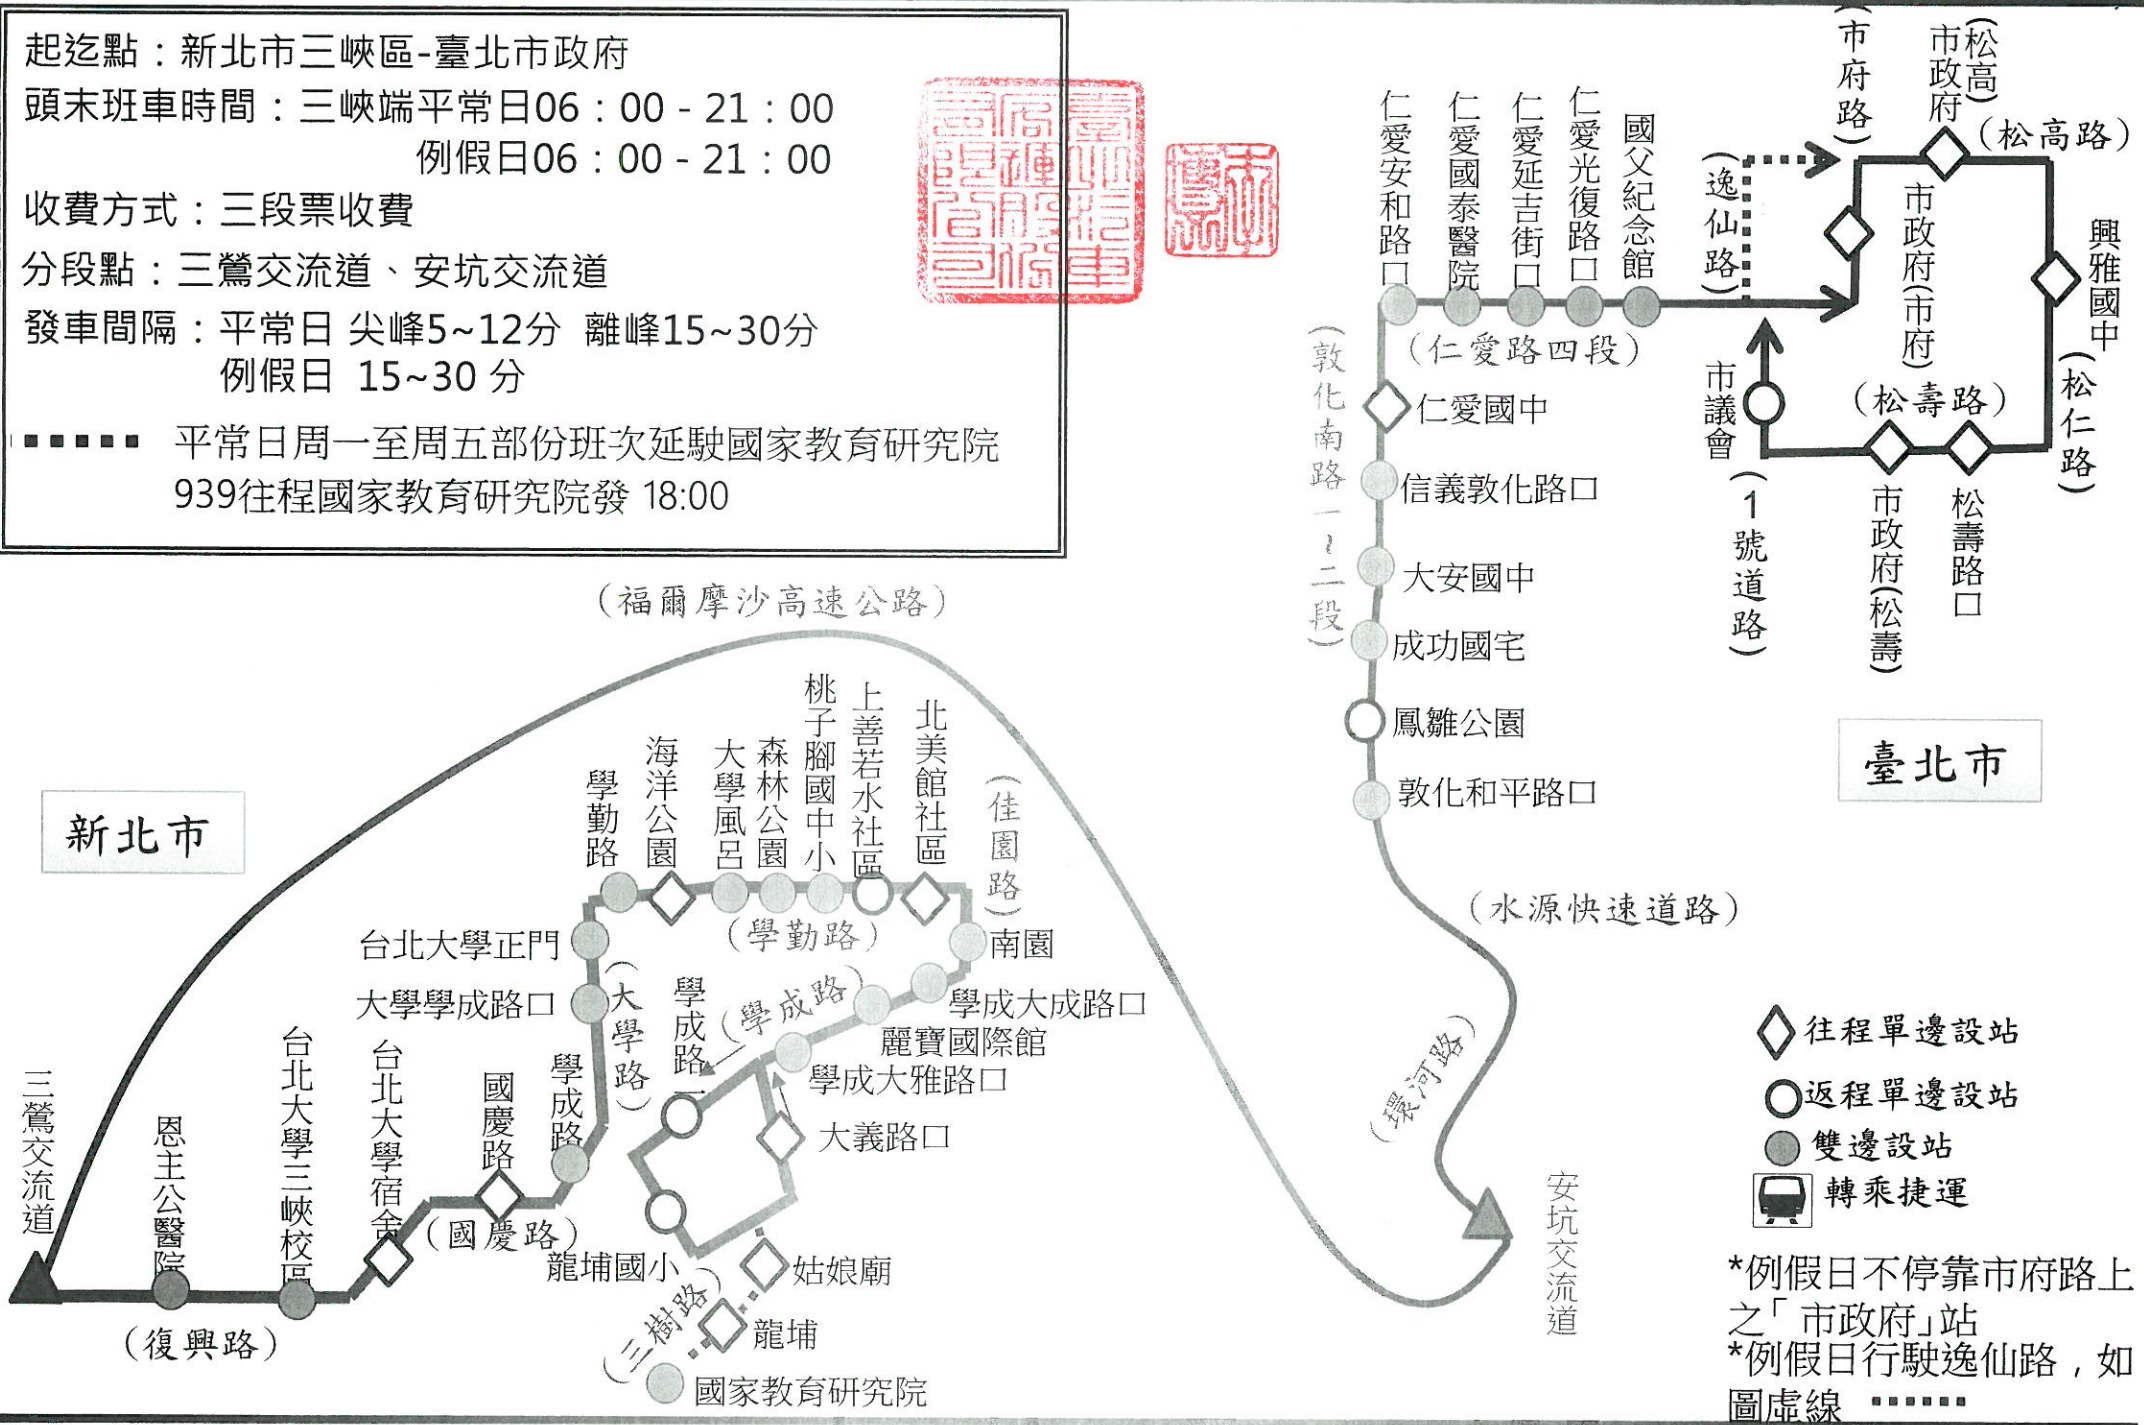 起迄點：新北市三峽區-臺北市政府
頭末班車時間：三峽端平常日06：00 - 21：00
例假日06：00 - 21：00
收費方式：三段票收費
分段點：三鶯交流道、安坑交流道
發車間隔：平常日 尖峰5~12分 離峰15~30分
例假日 15~30 分
平常日周一至周五部份班次延駛國家教育研究院
939往程國家教育研究院發 18:00
(市府路)
市政府(松高)
(松高路)
仁愛安和路口
仁愛國泰醫院
仁愛延吉街口
仁愛光復路口
國父紀念館
(逸仙路)
市政府(市府)
興雅國中
(仁愛路四段)
(敦化南路一~二段)
市議會
(松壽路)
(松仁路)
仁愛國中
信義敦化路口
(1號道路)
市政府(松壽)
松壽路口
大安國中
成功國宅
鳳雛公園
敦化和平路口
臺北市
(福爾摩沙高速公路)
新北市
學勤路
海洋公園
大學風呂
森林公園
桃子腳國中小
上善若水社區
北美館社區
(佳園路)
(學勤路)
台北大學正門
南園
大學學成路口
(大學路)
學成路一
(學成路)
學成大成路口
麗寶國際館
學成大雅路口
大義路口
三鶯交流道
恩主公醫院
台北大學三峽校區
台北大學宿舍
國慶路
學成路
(國慶路)
龍埔國小
姑娘廟
(三樹路)
龍埔
國家教育研究院
(復興路)
(水源快速道路)
(環河路)
安坑交流道
往程單邊設站
返程單邊設站
雙邊設站
轉乘捷運
*例假日不停靠市府路上
之「市政府」站
*例假日行駛逸仙路，如
圖虛線